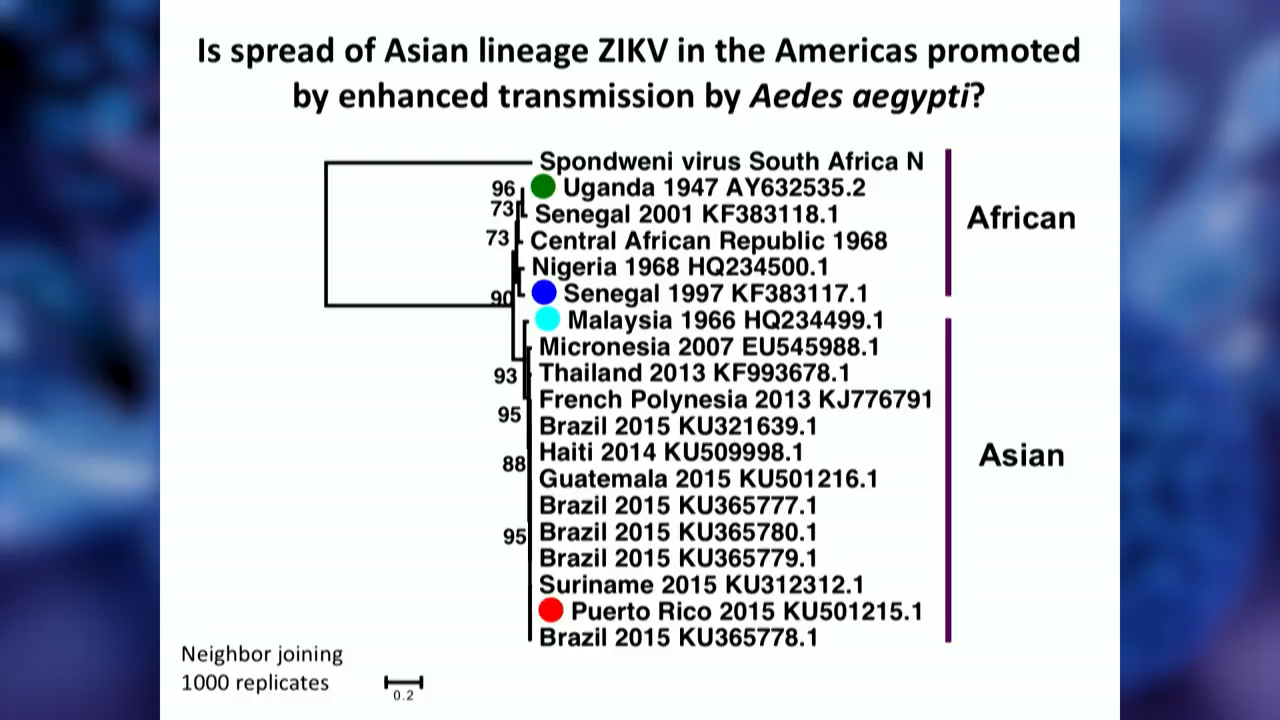 Is spread of Asian lineage ZIKV in the Americas promoted
by enhanced transmission by Aedes aegypti?
Spondweni virus South Africa N
96
Uganda 1947 AY632535.2
73
Senegal 2001 KF383118.1
73
Central African Republic 1968
Nigeria 1968 HQ234500.1
90
Senegal 1997 KF383117.1
African
Malaysia 1966 HQ234499.1
Micronesia 2007 EU545988.1
93
Thailand 2013 KF993678.1
French Polynesia 2013 KJ776791
95
Brazil 2015 KU321639.1
Haiti 2014 KU509998.1
88
Guatemala 2015 KU501216.1
Brazil 2015 KU365777.1
95
Brazil 2015 KU365780.1
Brazil 2015 KU365779.1
Suriname 2015 KU312312.1
Puerto Rico 2015 KU501215.1
Brazil 2015 KU365778.1
Asian
Neighbor joining
1000 replicates
0.2